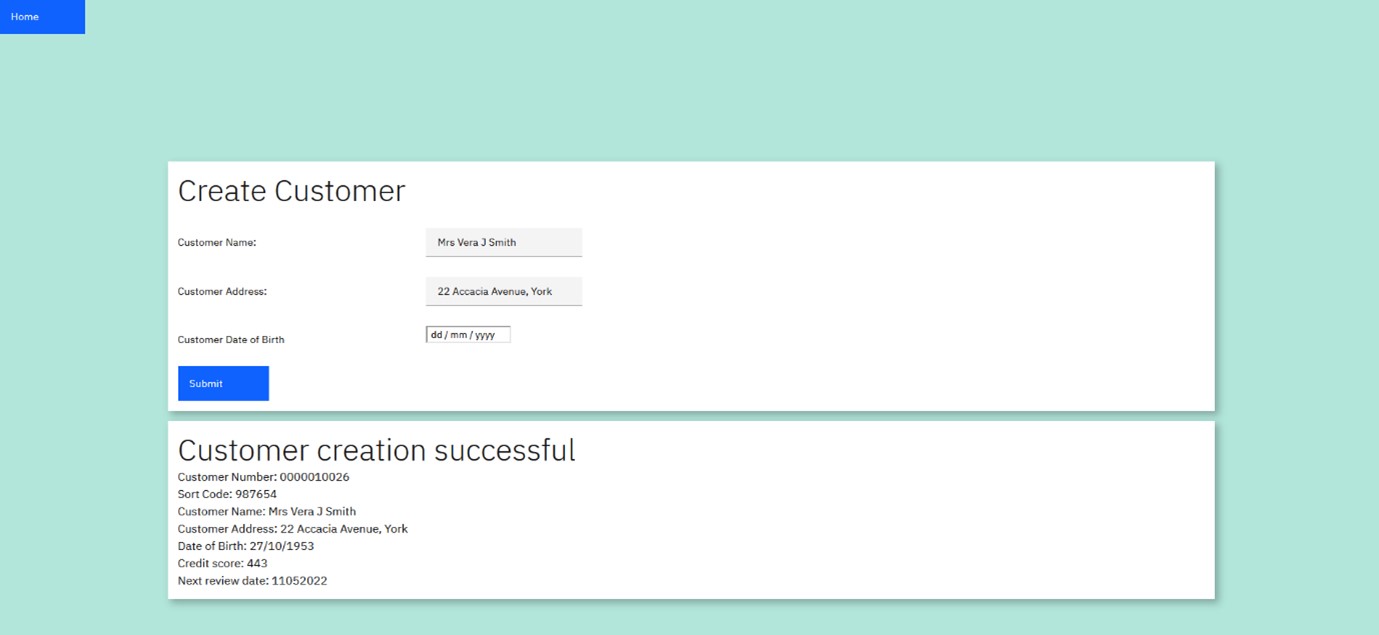 Home
Create Customer
Customer Name: Mrs Vera J Smith
Customer Address: 22 Accacia Avenue, York
Customer Date of Birth dd / mm / yyyy
Submit
Customer creation successful
Customer Number: 0000010026
Sort Code: 987654
Customer Name: Mrs Vera J Smith
Customer Address: 22 Accacia Avenue, York
Date of Birth: 27/10/1953
Credit score: 443
Next review date: 11052022